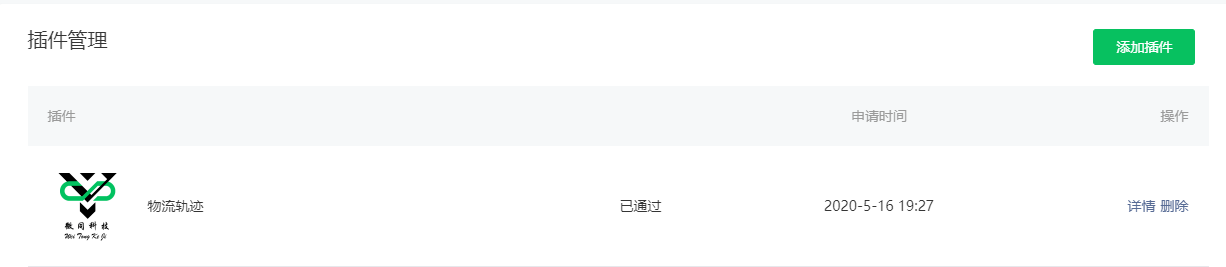 插件管理
添加插件
插件 申请时间 操作
物流轨迹 已通过 2020-5-16 19:27 详情 删除
微同科技
Wei Tong Ke Ji